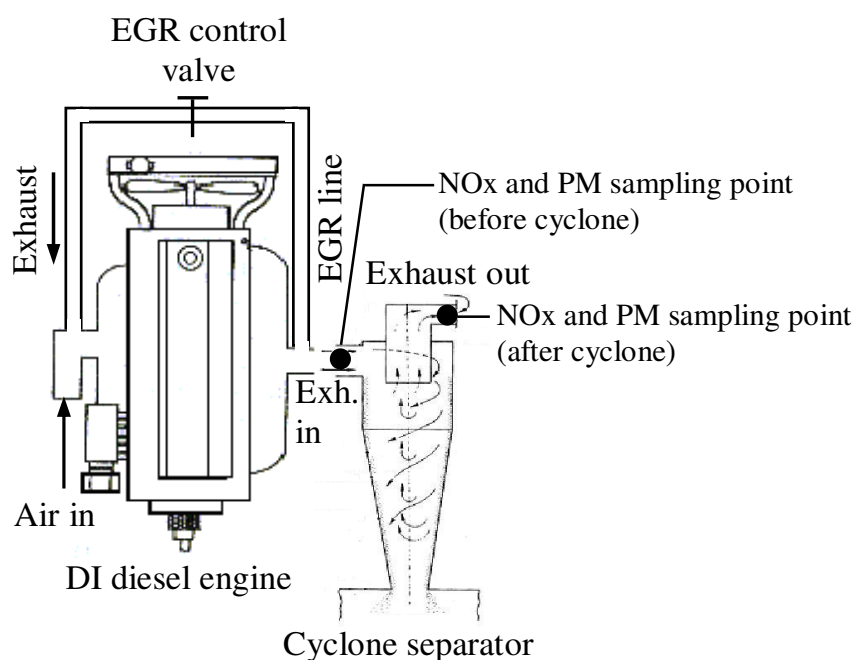 EGR control
valve
Exhaust
EGR line
NOx and PM sampling point
(before cyclone)
Exhaust out
NOx and PM sampling point
(after cyclone)
Exh.
in
Air in
DI diesel engine
Cyclone separator